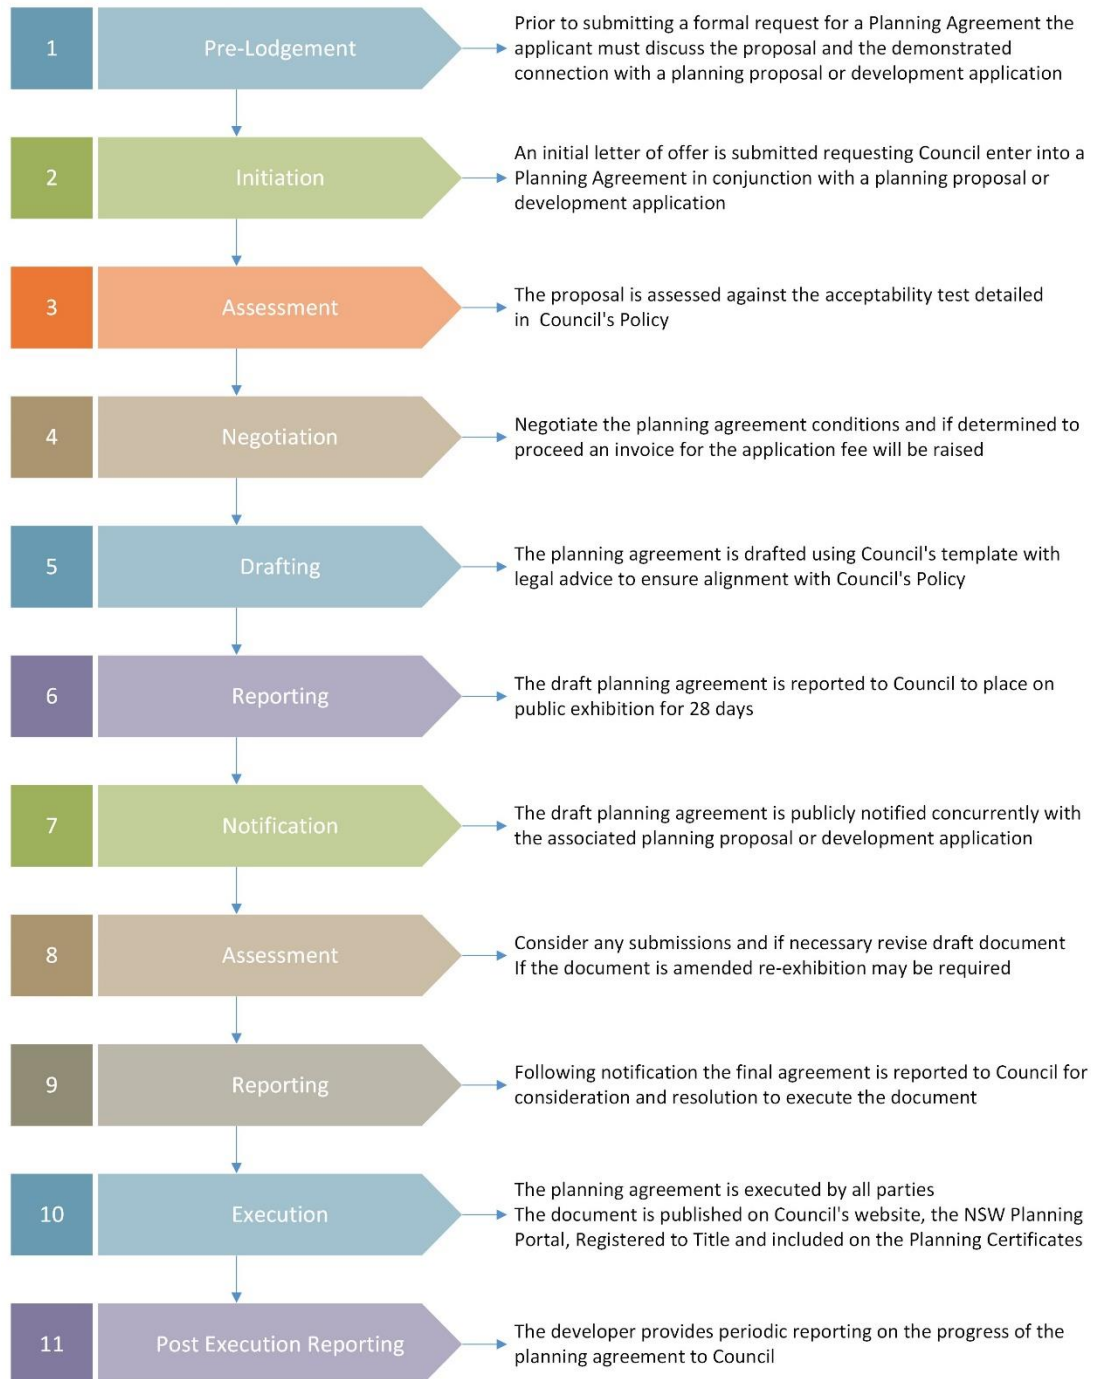 1
Pre-Lodgement
Prior to submitting a formal request for a Planning Agreement the
applicant must discuss the proposal and the demonstrated
connection with a planning proposal or development application
2
Initiation
An initial letter of offer is submitted requesting Council enter into a
Planning Agreement in conjunction with a planning proposal or
development application
3
Assessment
The proposal is assessed against the acceptability test detailed
in Council's Policy
4
Negotiation
Negotiate the planning agreement conditions and if determined to
proceed an invoice for the application fee will be raised
5
Drafting
The planning agreement is drafted using Council's template with
legal advice to ensure alignment with Council's Policy
6
Reporting
The draft planning agreement is reported to Council to place on
public exhibition for 28 days
7
Notification
The draft planning agreement is publicly notified concurrently with
the associated planning proposal or development application
8
Assessment
Consider any submissions and if necessary revise draft document
If the document is amended re-exhibition may be required
9
Reporting
Following notification the final agreement is reported to Council for
consideration and resolution to execute the document
10
Execution
The planning agreement is executed by all parties
The document is published on Council's website, the NSW Planning
Portal, Registered to Title and included on the Planning Certificates
11
Post Execution Reporting
The developer provides periodic reporting on the progress of the
planning agreement to Council